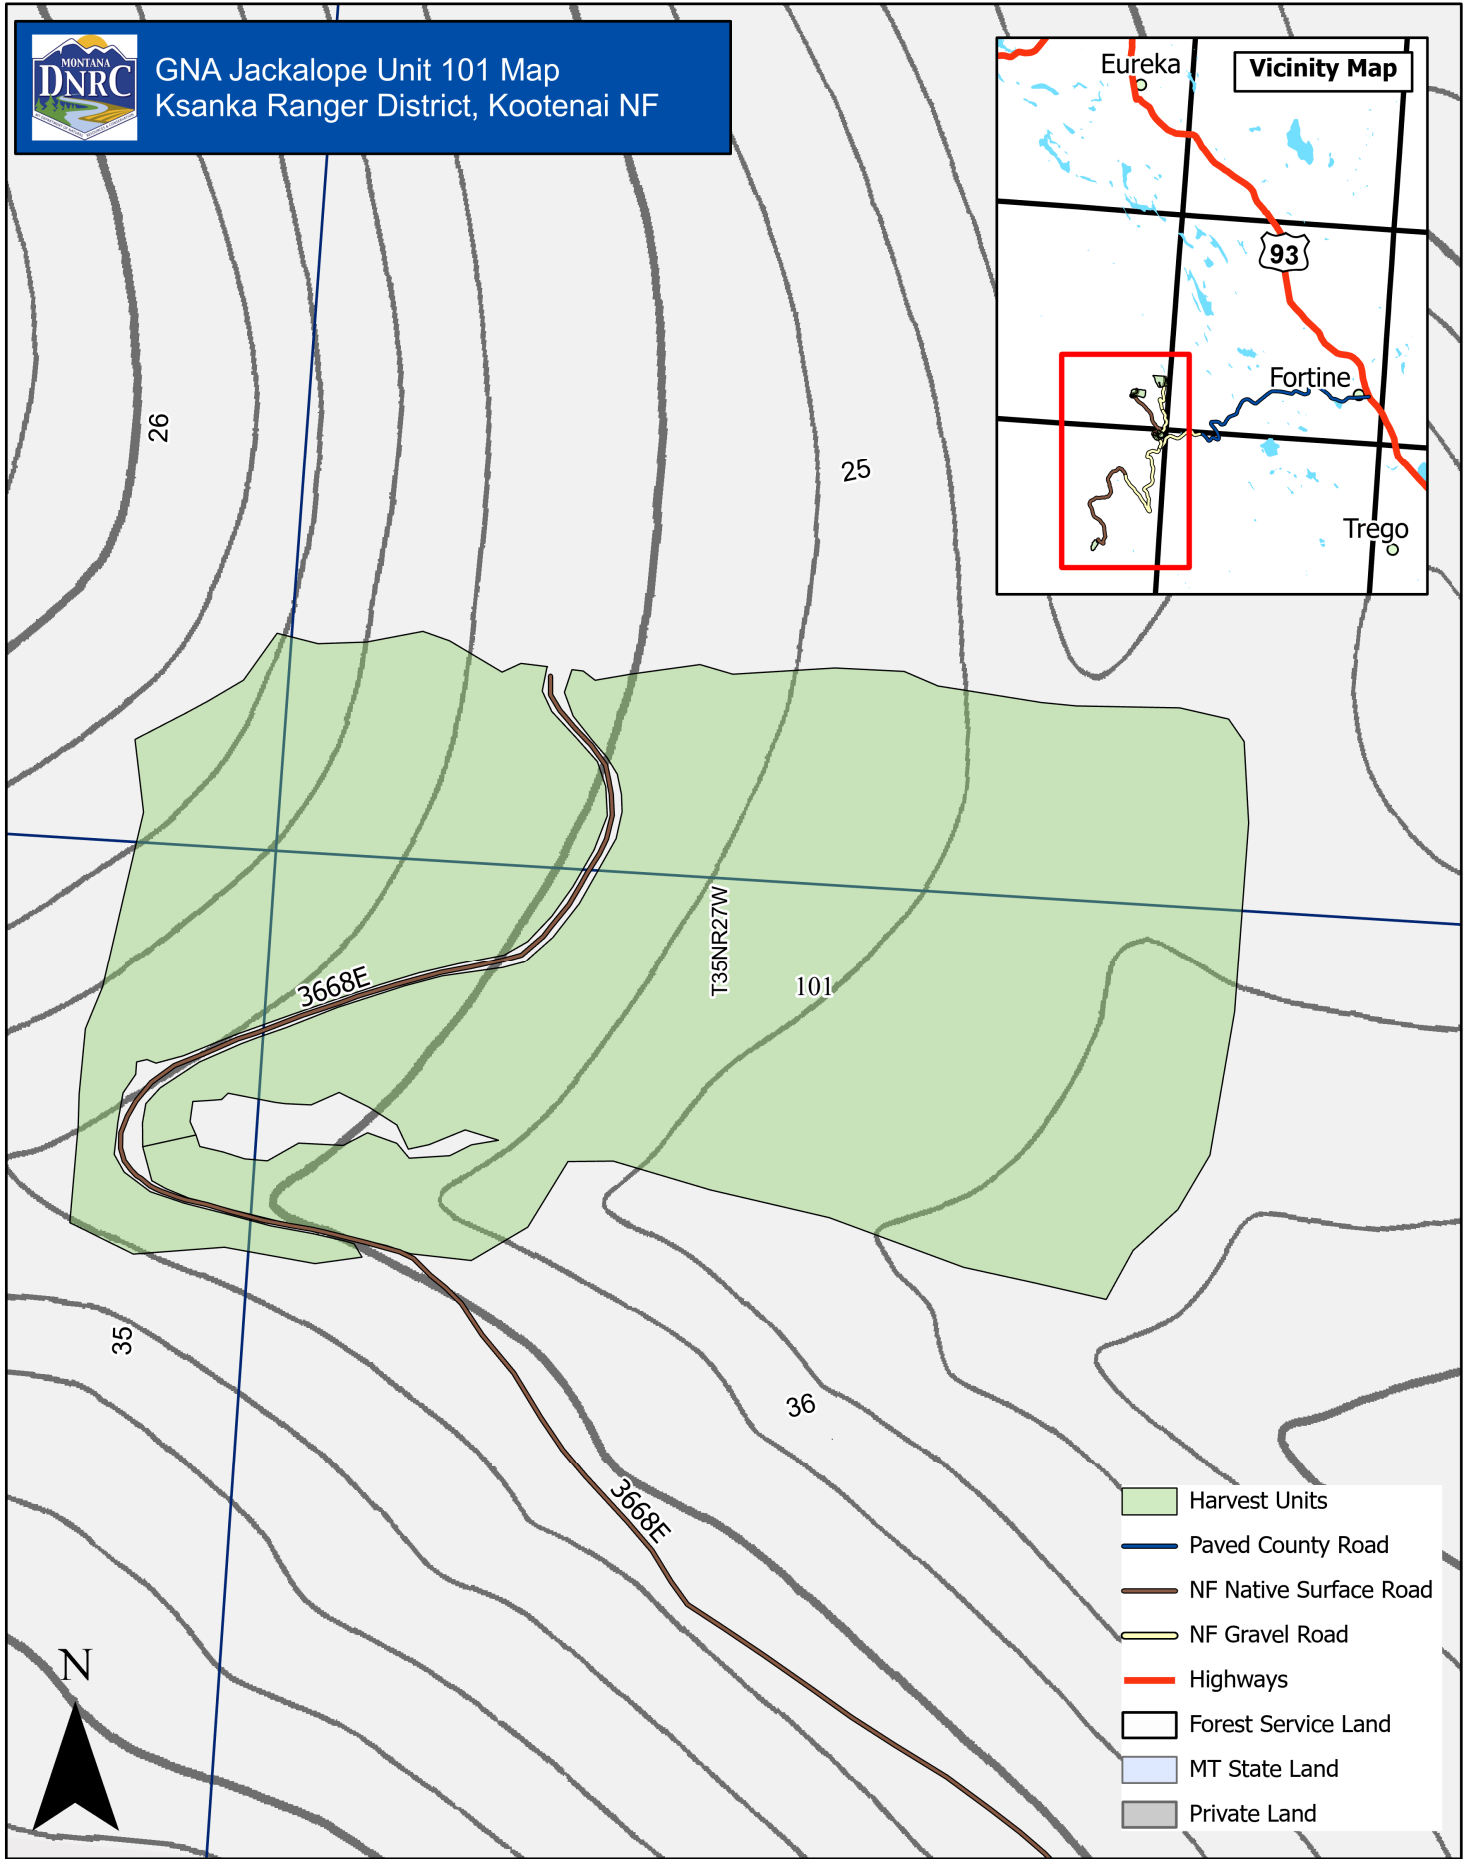 MONTANA
DNRC
GNA Jackalope Unit 101 Map
Ksanka Ranger District, Kootenai NF
Vicinity Map
Eureka
93
Fortine
Trego
26
25
T35NR27W
101
3668E
35
36
3668E
N
Harvest Units
Paved County Road
NF Native Surface Road
NF Gravel Road
Highways
Forest Service Land
MT State Land
Private Land